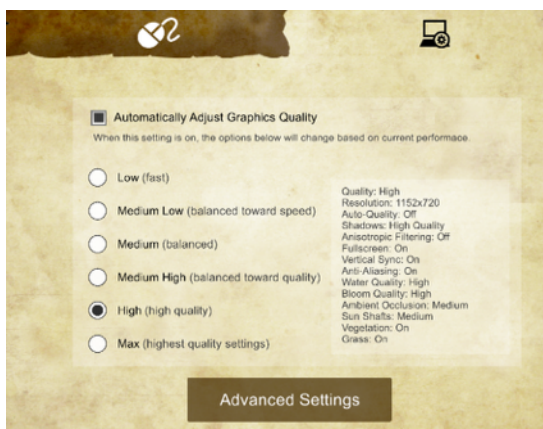 Automatically Adjust Graphics Quality
When this setting is on, the options below will change based on current performace.
Low (fast)
Medium Low (balanced toward speed)
Medium (balanced)
Medium High (balanced toward quality)
High (high quality)
Max (highest quality settings)
Quality: High
Resolution: 1152x720
Auto-Quality: Off
Shadows: High Quality
Anisotropic Filtering: Off
Fullscreen: On
Vertical Sync: On
Anti-Aliasing: On
Water Quality: High
Bloom Quality: High
Ambient Occlusion: Medium
Sun Shafts: Medium
Vegetation: On
Grass: On
Advanced Settings